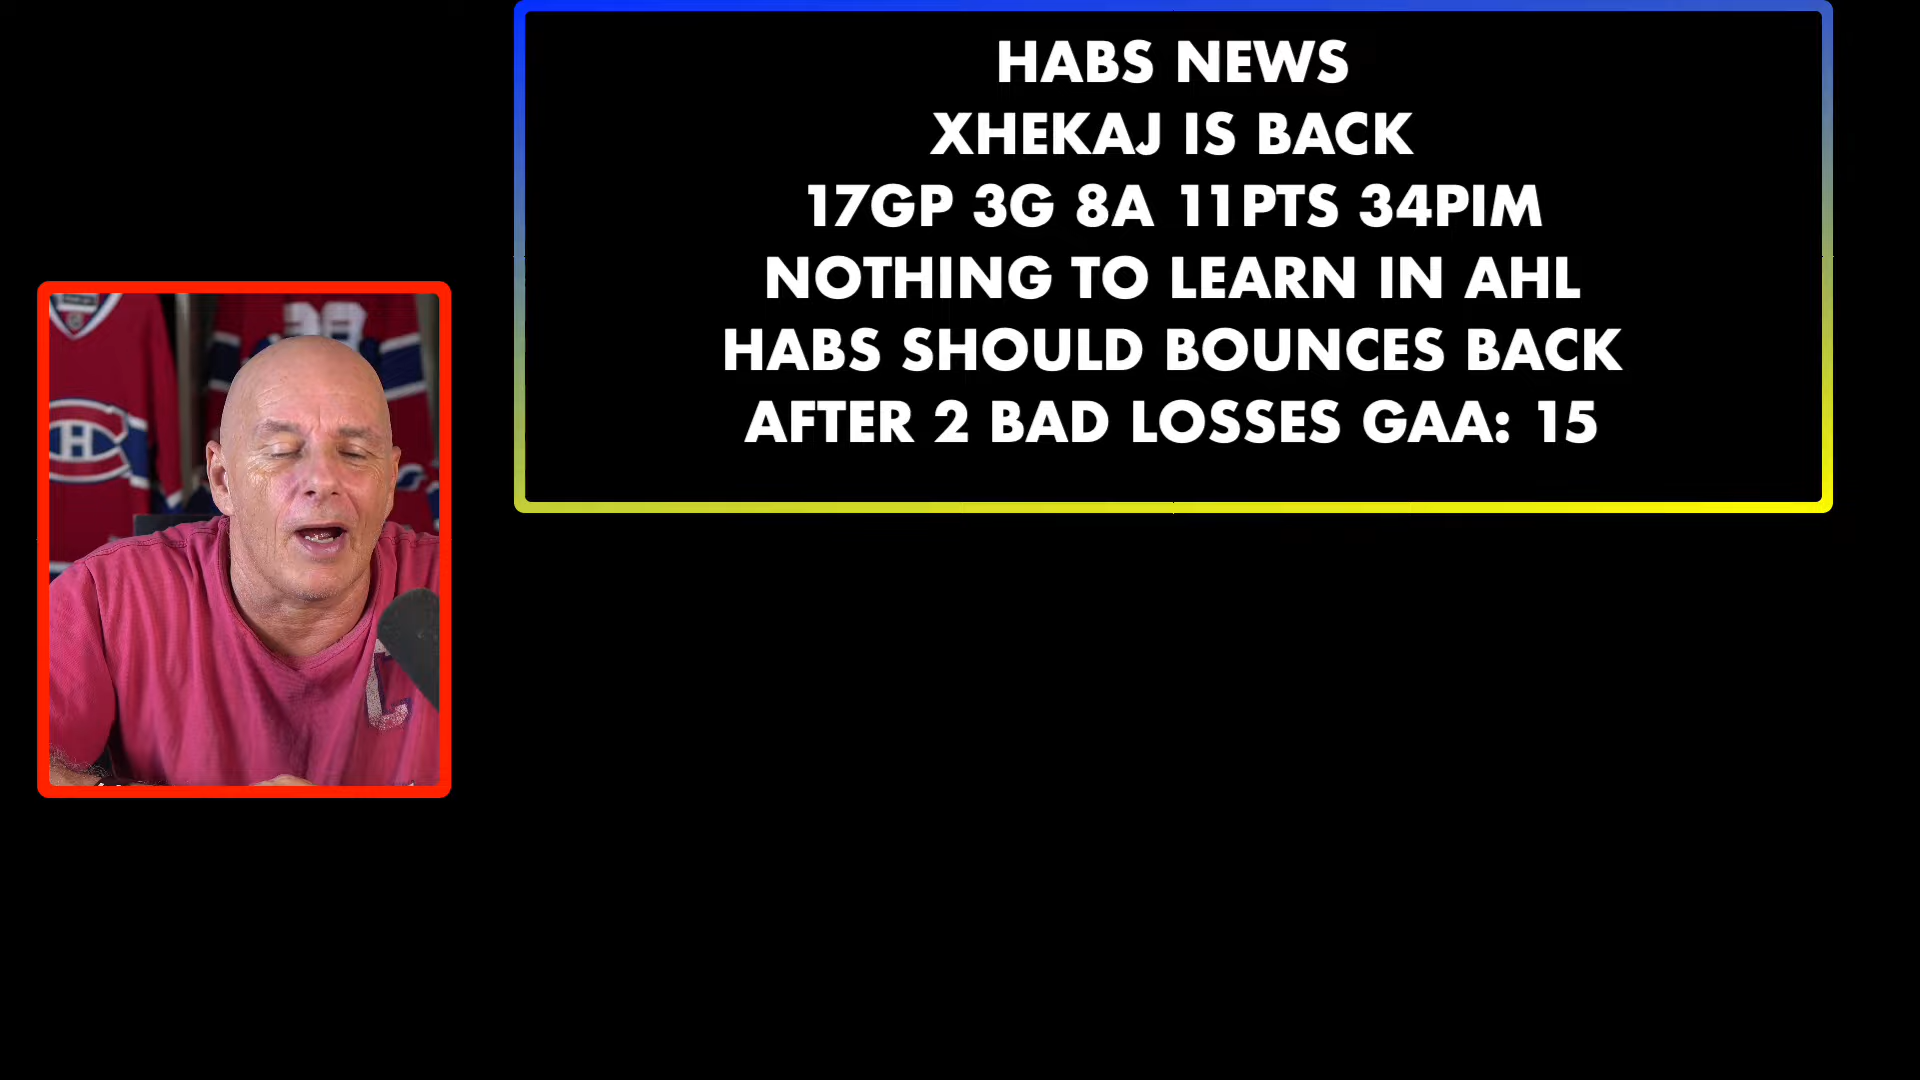 HABS NEWS
XHEKAJ IS BACK
17GP 3G 8A 11PTS 34PIM
NOTHING TO LEARN IN AHL
HABS SHOULD BOUNCES BACK
AFTER 2 BAD LOSSES GAA: 15